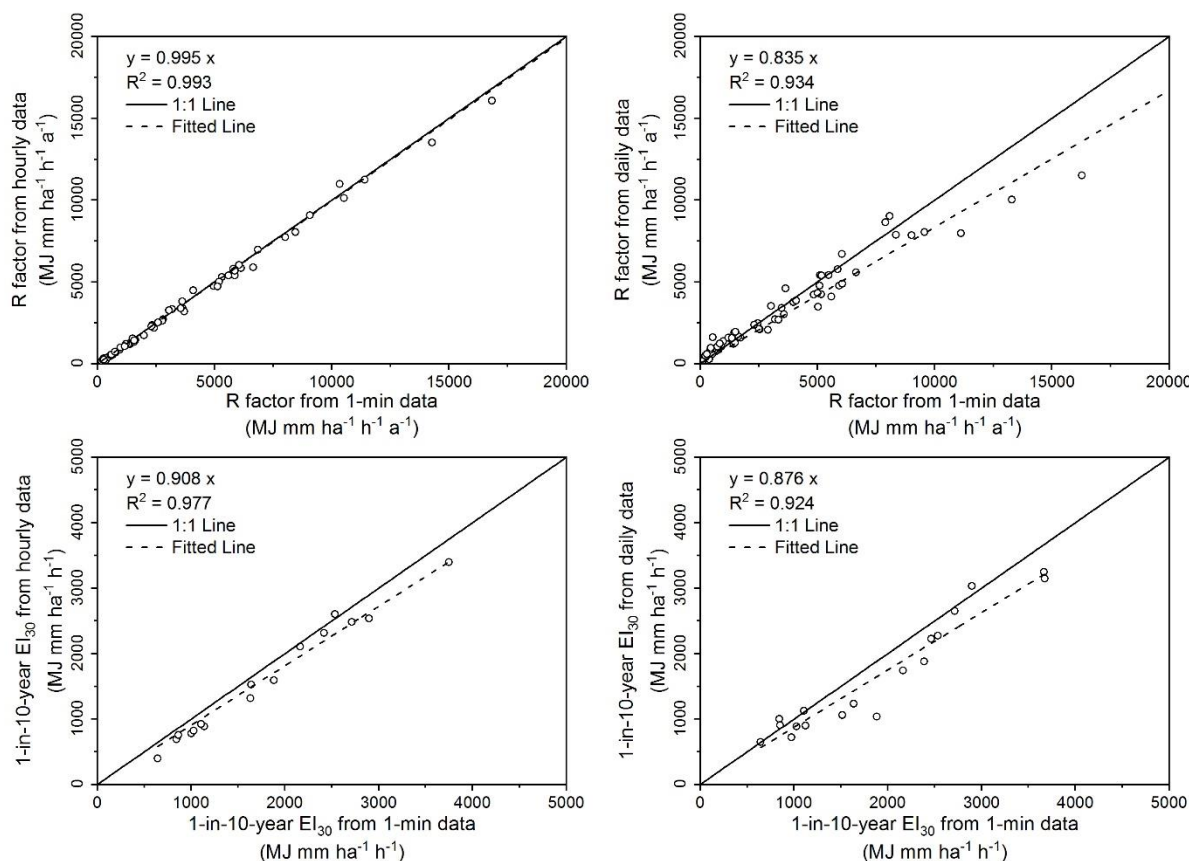 y = 0.995 x
R² = 0.993
1:1 Line
Fitted Line
R factor from hourly data
(MJ mm ha⁻¹ h⁻¹ a⁻¹)
0 5000 10000 15000 20000
0 5000 10000 15000 20000
R factor from 1-min data
(MJ mm ha⁻¹ h⁻¹ a⁻¹)
y = 0.835 x
R² = 0.934
1:1 Line
Fitted Line
R factor from daily data
(MJ mm ha⁻¹ h⁻¹ a⁻¹)
0 5000 10000 15000 20000
0 5000 10000 15000 20000
R factor from 1-min data
(MJ mm ha⁻¹ h⁻¹ a⁻¹)
y = 0.908 x
R² = 0.977
1:1 Line
Fitted Line
1-in-10-year EI₃₀ from hourly data
(MJ mm ha⁻¹ h⁻¹)
0 1000 2000 3000 4000 5000
0 1000 2000 3000 4000 5000
1-in-10-year EI₃₀ from 1-min data
(MJ mm ha⁻¹ h⁻¹)
y = 0.876 x
R² = 0.924
1:1 Line
Fitted Line
1-in-10-year EI₃₀ from daily data
(MJ mm ha⁻¹ h⁻¹)
0 1000 2000 3000 4000 5000
0 1000 2000 3000 4000 5000
1-in-10-year EI₃₀ from 1-min data
(MJ mm ha⁻¹ h⁻¹)